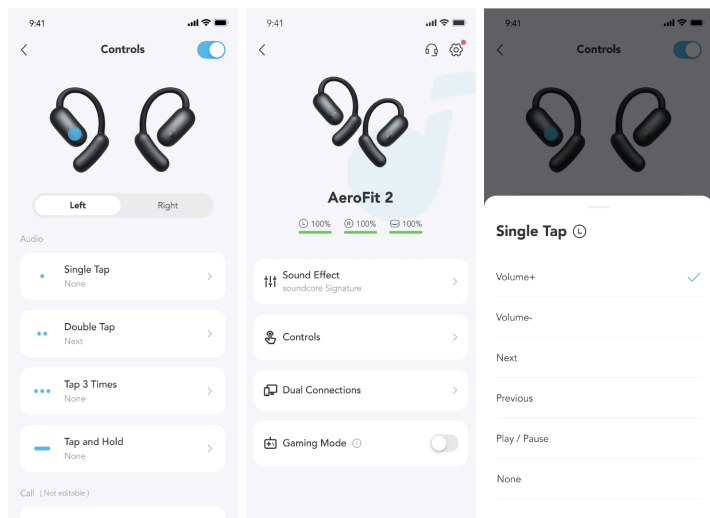 9:41
Controls
Left
Right
Audio
Single Tap
None
Double Tap
Next
Tap 3 Times
None
Tap and Hold
None
Call ( Not editable )
9:41
AeroFit 2
L 100%
R 100%
100%
Sound Effect
soundcore Signature
Controls
Dual Connections
Gaming Mode
9:41
Controls
Single Tap L
Volume+
Volume-
Next
Previous
Play / Pause
None